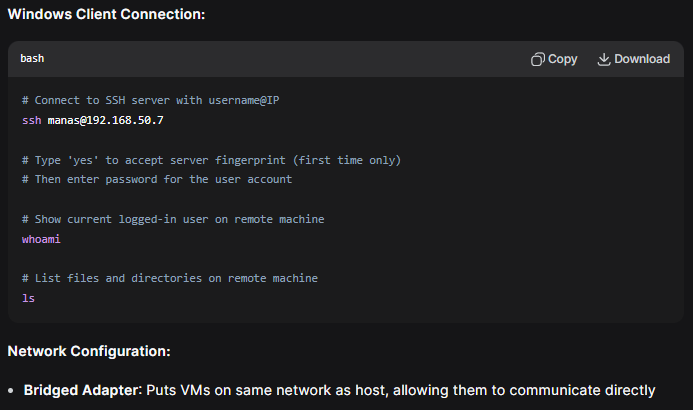 Windows Client Connection:
bash
Copy
Download
# Connect to SSH server with username@IP
ssh manas@192.168.50.7
# Type 'yes' to accept server fingerprint (first time only)
# Then enter password for the user account
# Show current logged-in user on remote machine
whoami
# List files and directories on remote machine
ls
Network Configuration:
• Bridged Adapter: Puts VMs on same network as host, allowing them to communicate directly